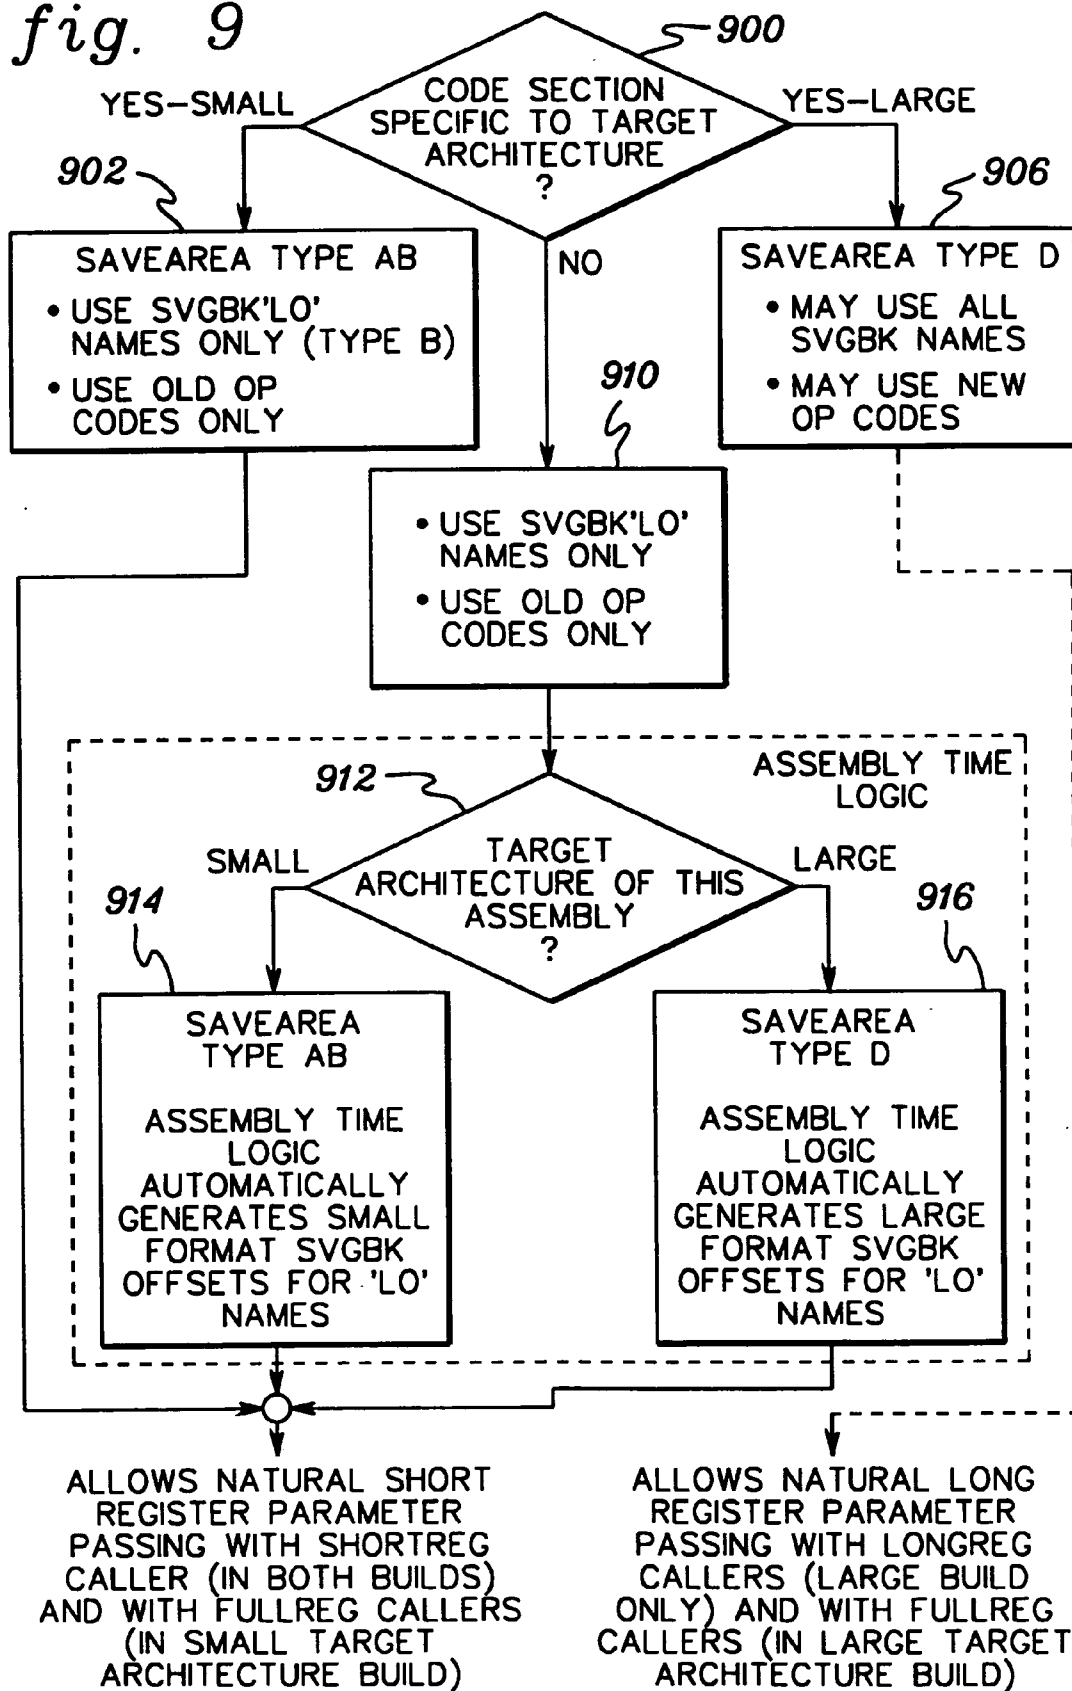 fig. 9
900
CODE SECTION
SPECIFIC TO TARGET
ARCHITECTURE
?
YES-SMALL
YES-LARGE
NO
902
SAVEAREA TYPE AB
• USE SVGBK'LO'
NAMES ONLY (TYPE B)
• USE OLD OP
CODES ONLY
906
SAVEAREA TYPE D
• MAY USE ALL
SVGBK NAMES
• MAY USE NEW
OP CODES
910
• USE SVGBK'LO'
NAMES ONLY
• USE OLD OP
CODES ONLY
ASSEMBLY TIME
LOGIC
912
TARGET
ARCHITECTURE OF THIS
ASSEMBLY
?
SMALL
LARGE
914
SAVEAREA
TYPE AB
ASSEMBLY TIME
LOGIC
AUTOMATICALLY
GENERATES SMALL
FORMAT SVGBK
OFFSETS FOR 'LO'
NAMES
916
SAVEAREA
TYPE D
ASSEMBLY TIME
LOGIC
AUTOMATICALLY
GENERATES LARGE
FORMAT SVGBK
OFFSETS FOR 'LO'
NAMES
ALLOWS NATURAL SHORT
REGISTER PARAMETER
PASSING WITH SHORTREG
CALLER (IN BOTH BUILDS)
AND WITH FULLREG CALLERS
(IN SMALL TARGET
ARCHITECTURE BUILD)
ALLOWS NATURAL LONG
REGISTER PARAMETER
PASSING WITH LONGREG
CALLERS (LARGE BUILD
ONLY) AND WITH FULLREG
CALLERS (IN LARGE TARGET
ARCHITECTURE BUILD)